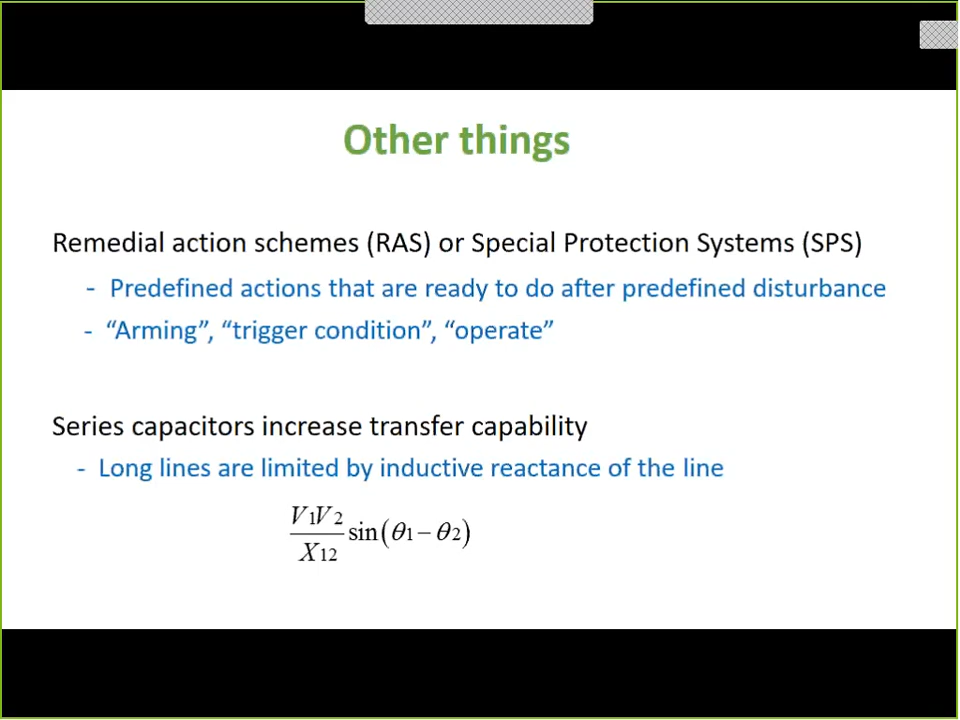 Other things
Remedial action schemes (RAS) or Special Protection Systems (SPS)
- Predefined actions that are ready to do after predefined disturbance
- “Arming”, “trigger condition”, “operate”
Series capacitors increase transfer capability
- Long lines are limited by inductive reactance of the line
V1V2
X12
sin(θ1 − θ2)